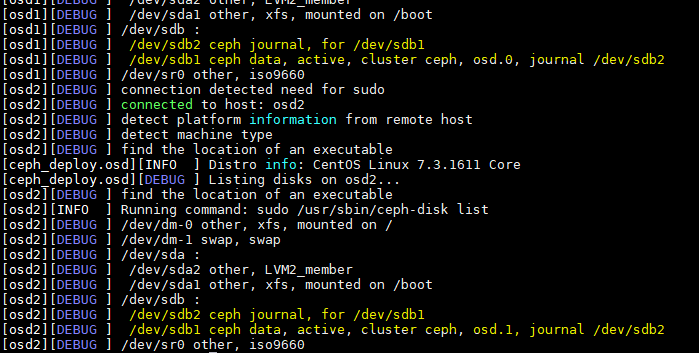 [osd1][DEBUG ]  /dev/sda2 other, LVM2_member
[osd1][DEBUG ]  /dev/sda1 other, xfs, mounted on /boot
[osd1][DEBUG ] /dev/sdb :
[osd1][DEBUG ]  /dev/sdb2 ceph journal, for /dev/sdb1
[osd1][DEBUG ]  /dev/sdb1 ceph data, active, cluster ceph, osd.0, journal /dev/sdb2
[osd1][DEBUG ] /dev/sr0 other, iso9660
[osd2][DEBUG ] connection detected need for sudo
[osd2][DEBUG ] connected to host: osd2
[osd2][DEBUG ] detect platform information from remote host
[osd2][DEBUG ] detect machine type
[osd2][DEBUG ] find the location of an executable
[ceph_deploy.osd][INFO  ] Distro info: CentOS Linux 7.3.1611 Core
[ceph_deploy.osd][DEBUG ] Listing disks on osd2...
[osd2][DEBUG ] find the location of an executable
[osd2][INFO  ] Running command: sudo /usr/sbin/ceph-disk list
[osd2][DEBUG ] /dev/dm-0 other, xfs, mounted on /
[osd2][DEBUG ] /dev/dm-1 swap, swap
[osd2][DEBUG ] /dev/sda :
[osd2][DEBUG ]  /dev/sda2 other, LVM2_member
[osd2][DEBUG ]  /dev/sda1 other, xfs, mounted on /boot
[osd2][DEBUG ] /dev/sdb :
[osd2][DEBUG ]  /dev/sdb2 ceph journal, for /dev/sdb1
[osd2][DEBUG ]  /dev/sdb1 ceph data, active, cluster ceph, osd.1, journal /dev/sdb2
[osd2][DEBUG ] /dev/sr0 other, iso9660